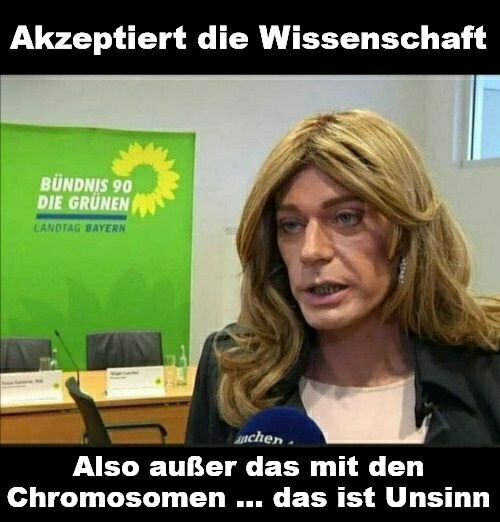 Akzeptiert die Wissenschaft
BÜNDNIS 90
DIE GRÜNEN
LANDTAG BAYERN
Also außer das mit den
Chromosomen ... das ist Unsinn